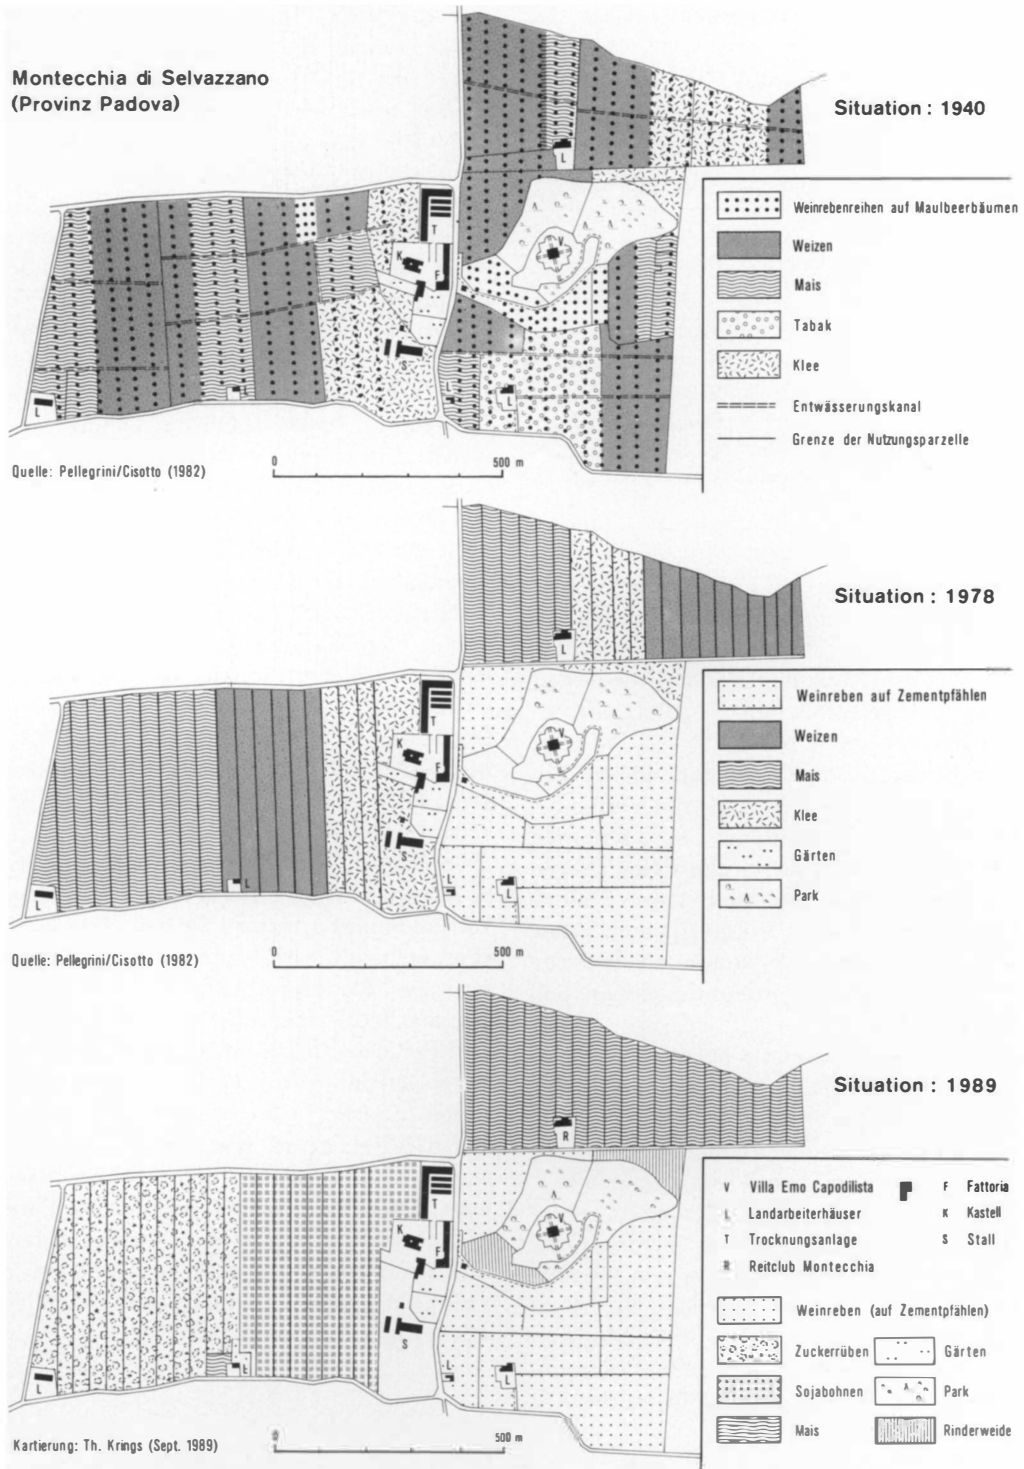 Montecchia di Selvazzano
(Provinz Padova)
Situation : 1940
Weinrebenreihen auf Maulbeerbäumen
Weizen
Mais
Tabak
Klee
Entwässerungskanal
Grenze der Nutzungsparzelle
L
T
K
F
V
S
L
L
L
Quelle: Pellegrini/Cisotto (1982)
0 500 m
Situation : 1978
Weinreben auf Zementpfählen
Weizen
Mais
Klee
Gärten
Park
L
T
K
F
V
S
L
L
L
L
Quelle: Pellegrini/Cisotto (1982)
0 500 m
Situation : 1989
V Villa Emo Capodilista
F Fattoria
L Landarbeiterhäuser
K Kastell
T Trocknungsanlage
S Stall
R Reitclub Montecchia
Weinreben (auf Zementpfählen)
Zuckerrüben
Gärten
Sojabohnen
Park
Mais
Rinderweide
R
T
K
F
V
S
L
L
L
L
Kartierung: Th. Krings (Sept. 1989)
0 500 m